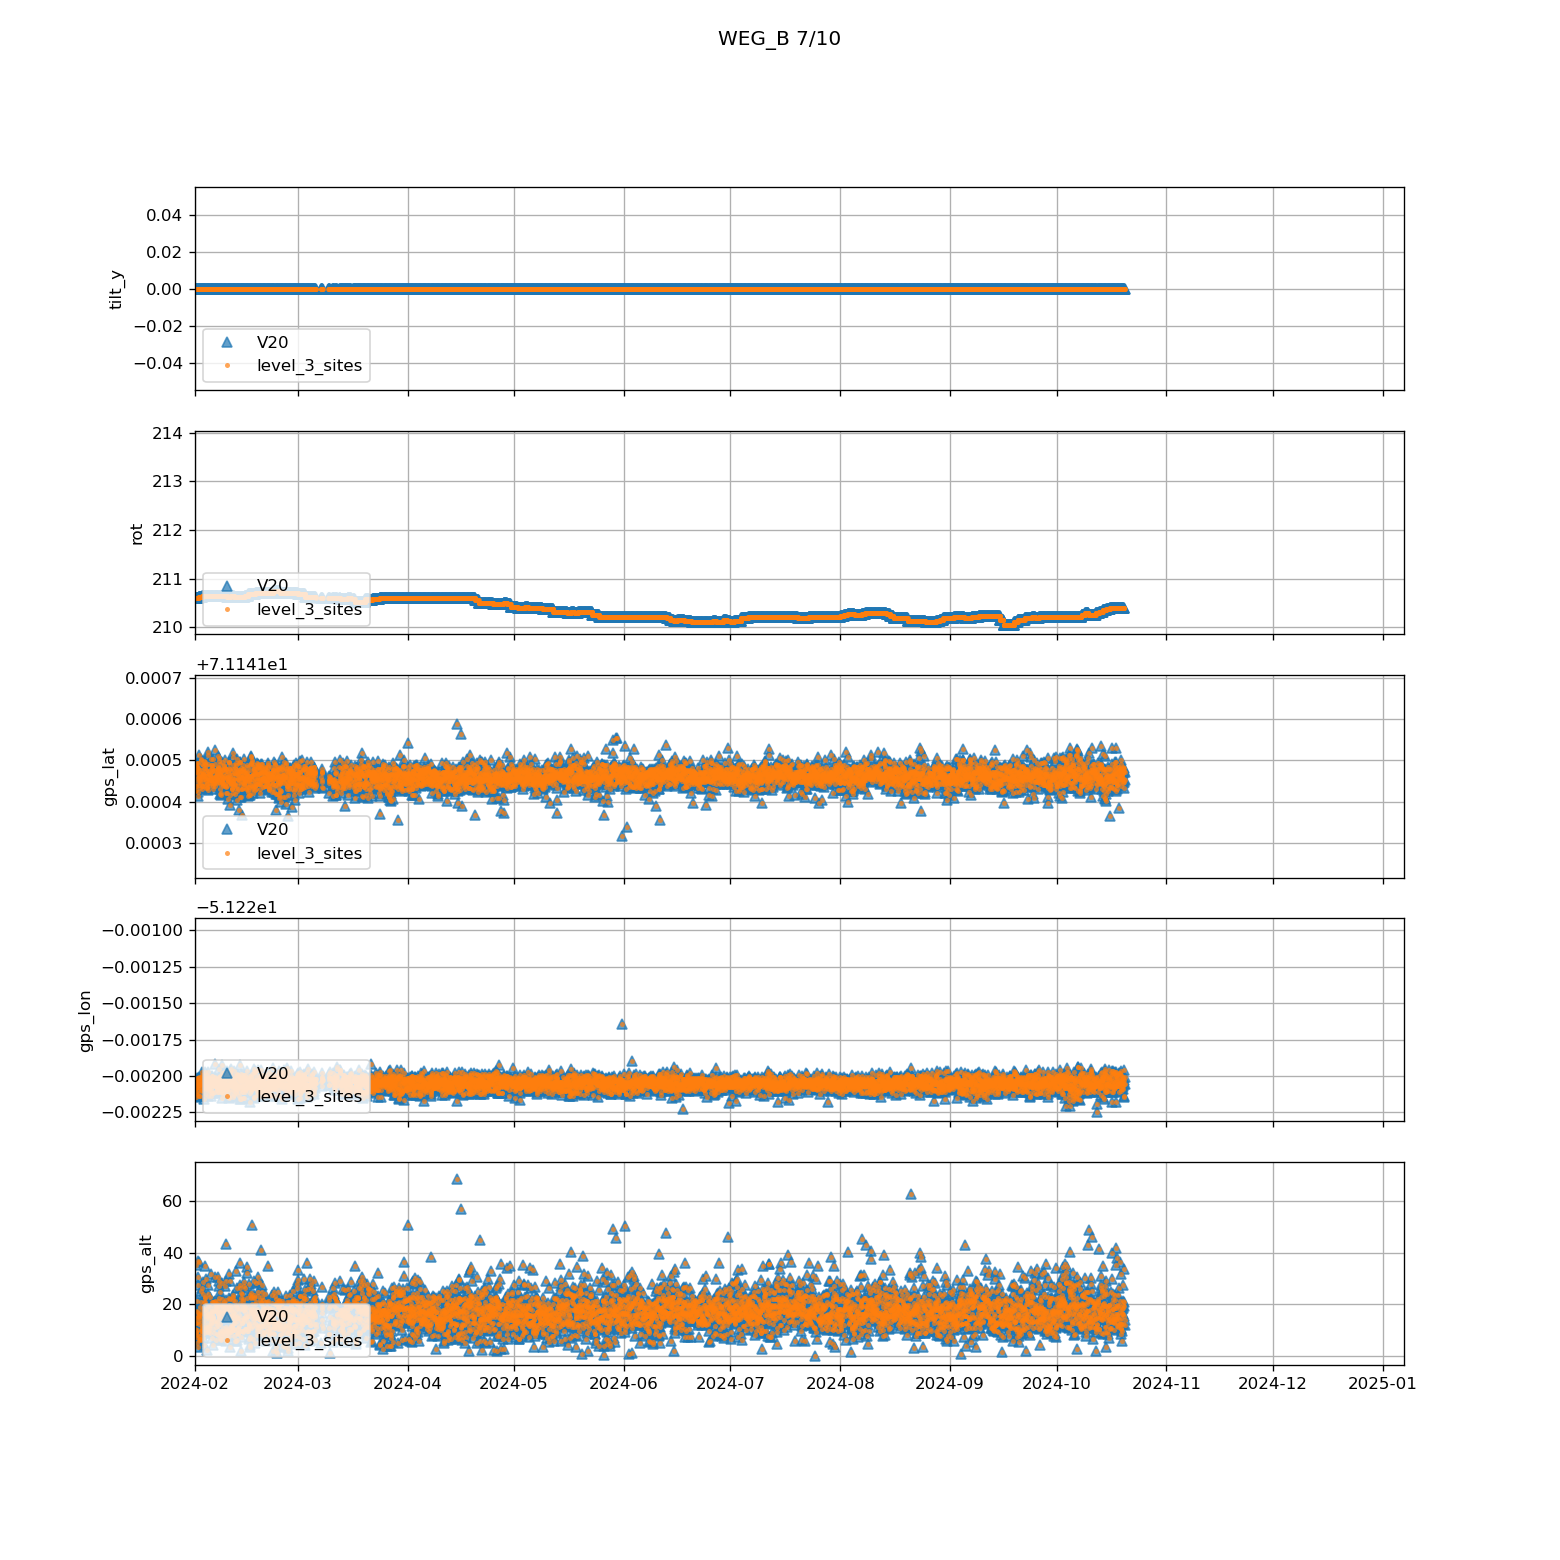 WEG_B 7/10
0.04
0.02
0.00
−0.02
−0.04
tilt_y
V20
level_3_sites
214
213
212
211
210
rot
V20
level_3_sites
+7.1141e1
0.0007
0.0006
0.0005
0.0004
0.0003
gps_lat
V20
level_3_sites
−5.122e1
−0.00100
−0.00125
−0.00150
−0.00175
−0.00200
−0.00225
gps_lon
V20
level_3_sites
60
40
20
0
gps_alt
V20
level_3_sites
2024-02 2024-03 2024-04 2024-05 2024-06 2024-07 2024-08 2024-09 2024-10 2024-11 2024-12 2025-01